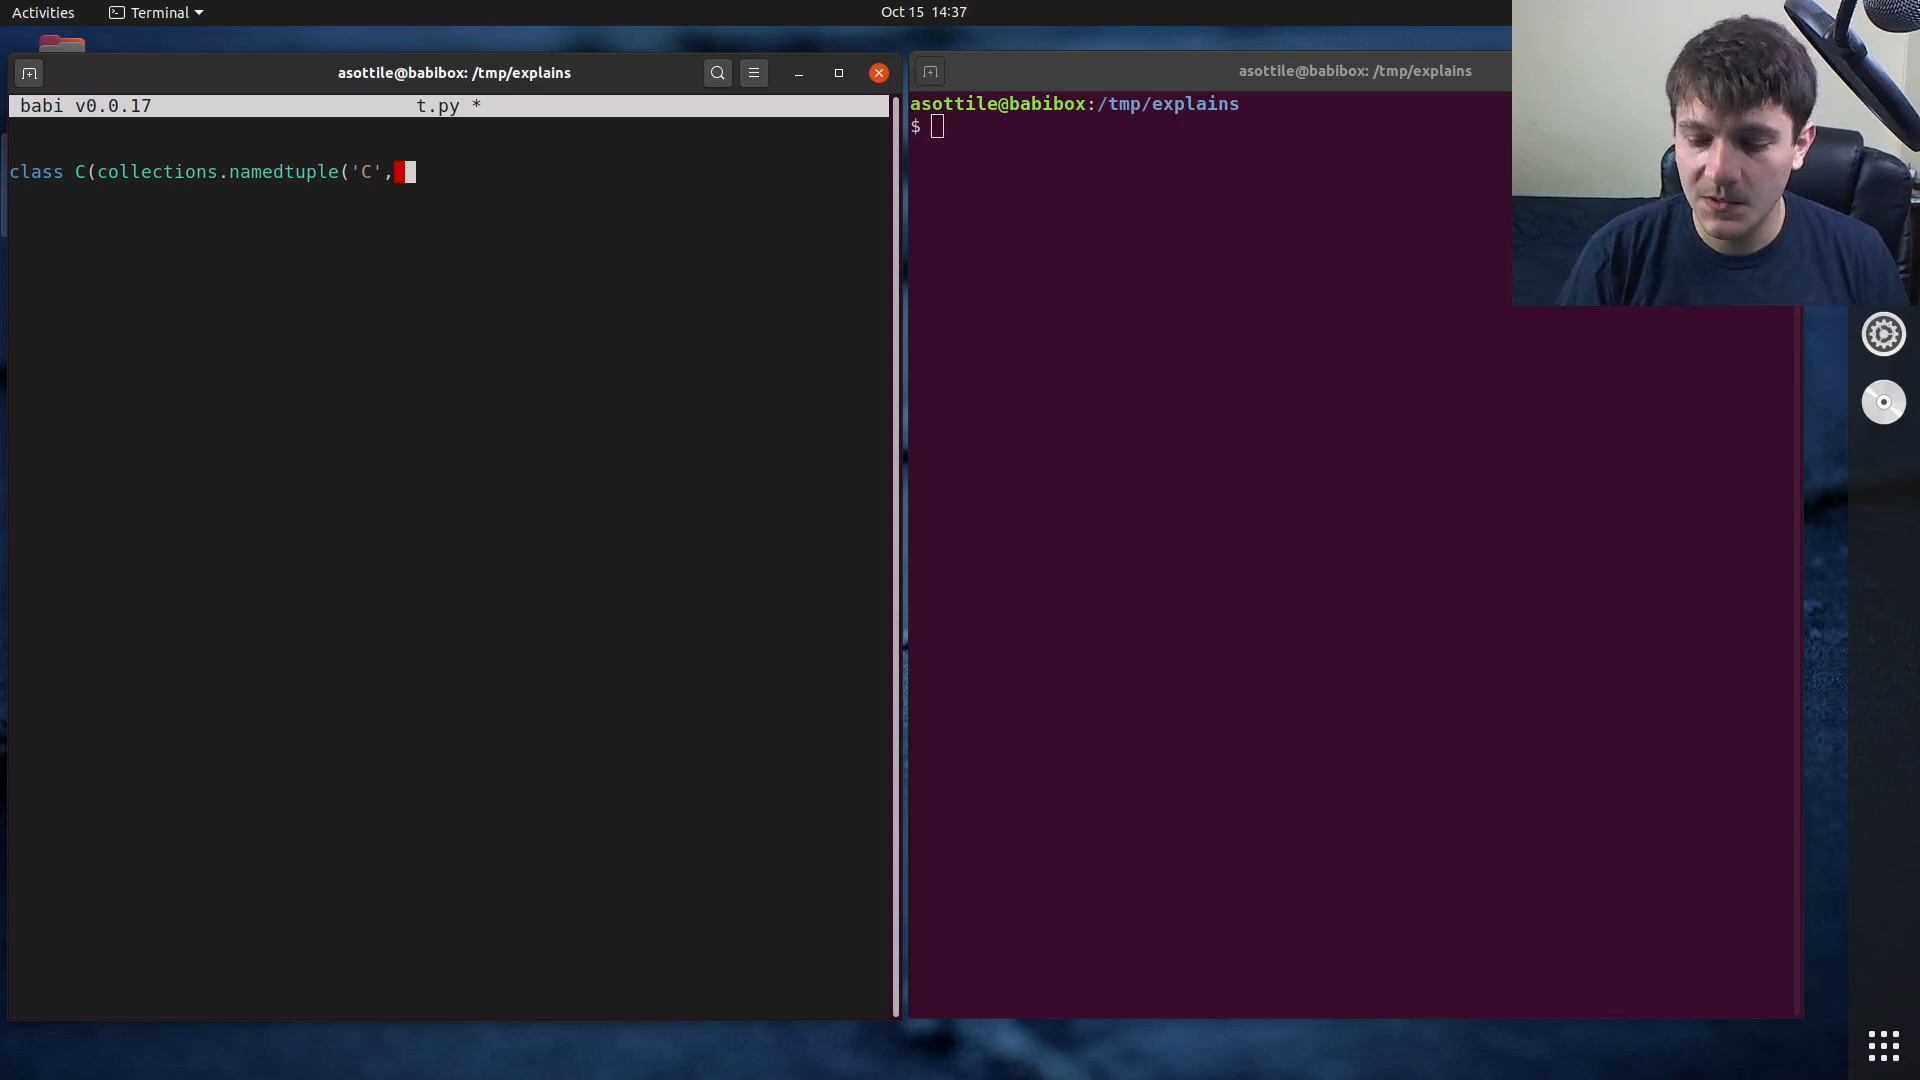 Activities
Terminal
Oct 15 14:37
asottile@babibox: /tmp/explains
babi v0.0.17 t.py *
class C(collections.namedtuple('C',
asottile@babibox: /tmp/explains
asottile@babibox:/tmp/explains
$